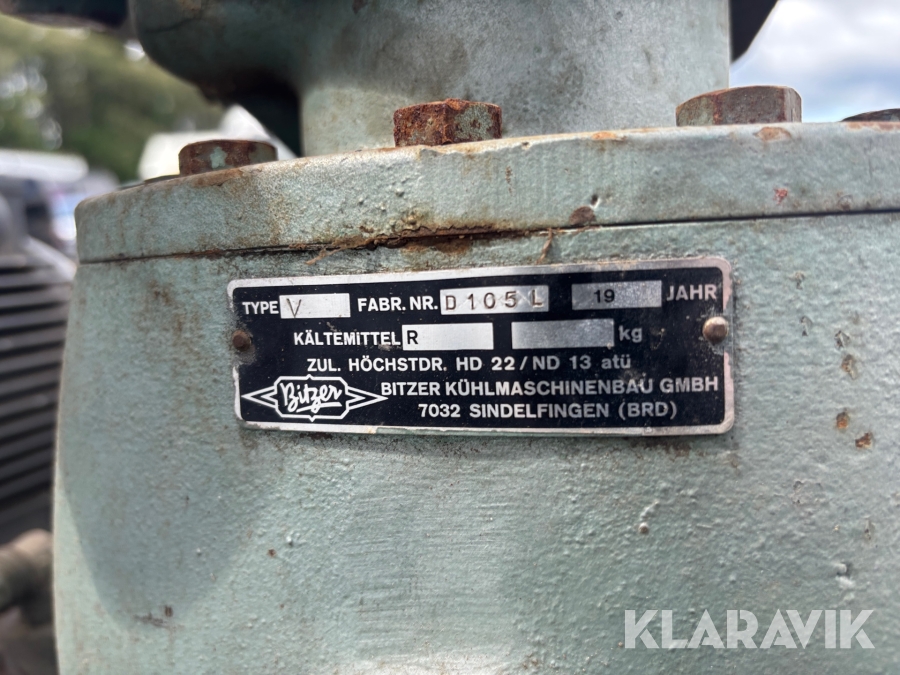 TYPE V FABR. NR. D105L 19 JAHR
KÄLTEMITTEL R kg
ZUL. HÖCHSTDR. HD 22/ND 13 atü
Bitzer BITZER KÜHLMASCHINENBAU GMBH
7032 SINDELFINGEN (BRD)
KLARAVIK